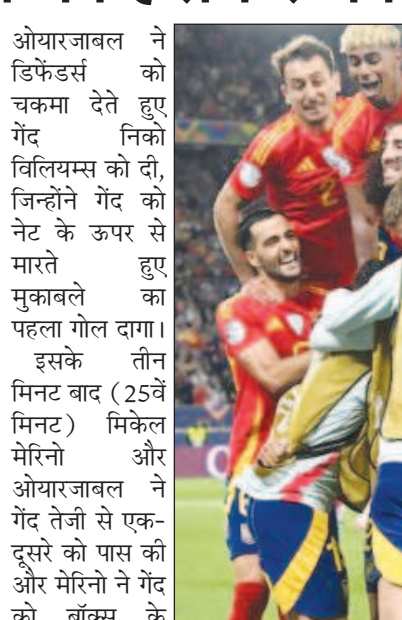 ओयारजाबल ने
डिफेंडर्स को
चकमा देते हुए
गेंद निको
विलियम्स को दी,
जिन्होंने गेंद को
नेट के ऊपर से
मारते हुए
मुकाबले का
पहला गोल दागा।
इसके तीन
मिनट बाद (25वें
मिनट) मिकेल
मेरिनो और
ओयारजाबल ने
गेंद तेजी से एक-
दूसरे को पास की
और मेरिनो ने गेंद
को बॉक्स के